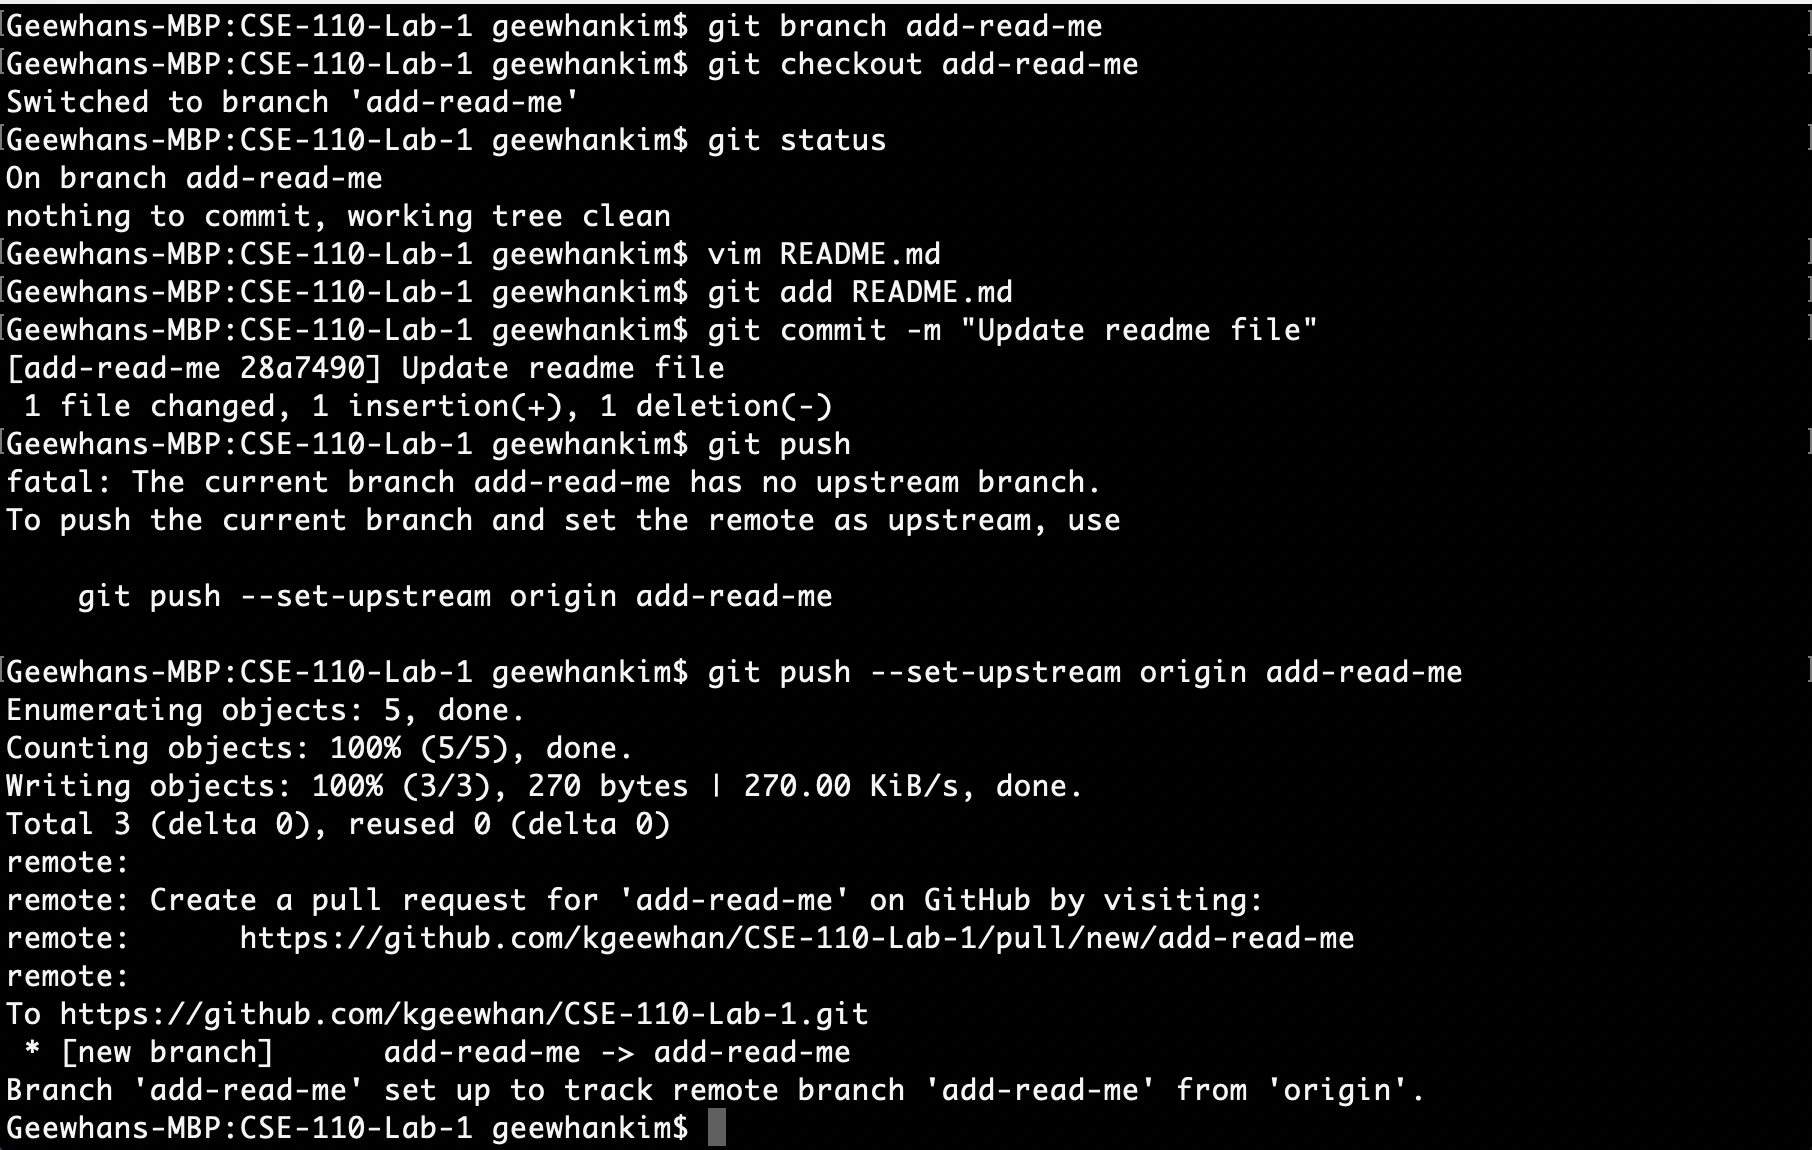 [Geewhans-MBP:CSE-110-Lab-1 geewhankim$ git branch add-read-me ]
[Geewhans-MBP:CSE-110-Lab-1 geewhankim$ git checkout add-read-me ]
Switched to branch 'add-read-me'
[Geewhans-MBP:CSE-110-Lab-1 geewhankim$ git status ]
On branch add-read-me
nothing to commit, working tree clean
[Geewhans-MBP:CSE-110-Lab-1 geewhankim$ vim README.md ]
[Geewhans-MBP:CSE-110-Lab-1 geewhankim$ git add README.md ]
[Geewhans-MBP:CSE-110-Lab-1 geewhankim$ git commit -m "Update readme file" ]
[add-read-me 28a7490] Update readme file
 1 file changed, 1 insertion(+), 1 deletion(-)
[Geewhans-MBP:CSE-110-Lab-1 geewhankim$ git push ]
fatal: The current branch add-read-me has no upstream branch.
To push the current branch and set the remote as upstream, use
    git push --set-upstream origin add-read-me
[Geewhans-MBP:CSE-110-Lab-1 geewhankim$ git push --set-upstream origin add-read-me ]
Enumerating objects: 5, done.
Counting objects: 100% (5/5), done.
Writing objects: 100% (3/3), 270 bytes | 270.00 KiB/s, done.
Total 3 (delta 0), reused 0 (delta 0)
remote:
remote: Create a pull request for 'add-read-me' on GitHub by visiting:
remote:      https://github.com/kgeewhan/CSE-110-Lab-1/pull/new/add-read-me
remote:
To https://github.com/kgeewhan/CSE-110-Lab-1.git
 * [new branch]      add-read-me -> add-read-me
Branch 'add-read-me' set up to track remote branch 'add-read-me' from 'origin'.
Geewhans-MBP:CSE-110-Lab-1 geewhankim$